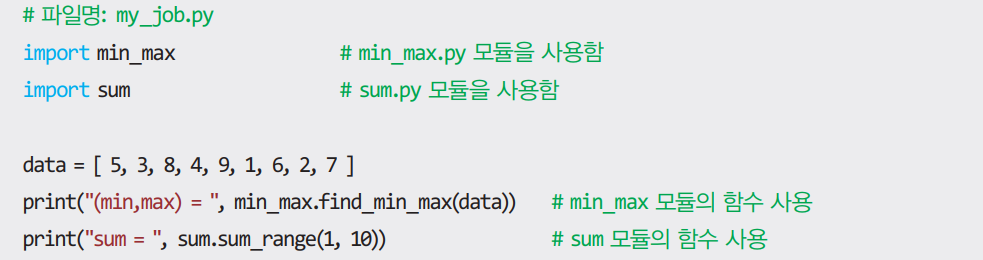 # 파일명: my_job.py
import min_max # min_max.py 모듈을 사용함
import sum # sum.py 모듈을 사용함
data = [ 5, 3, 8, 4, 9, 1, 6, 2, 7 ]
print("(min,max) = ", min_max.find_min_max(data)) # min_max 모듈의 함수 사용
print("sum = ", sum.sum_range(1, 10)) # sum 모듈의 함수 사용